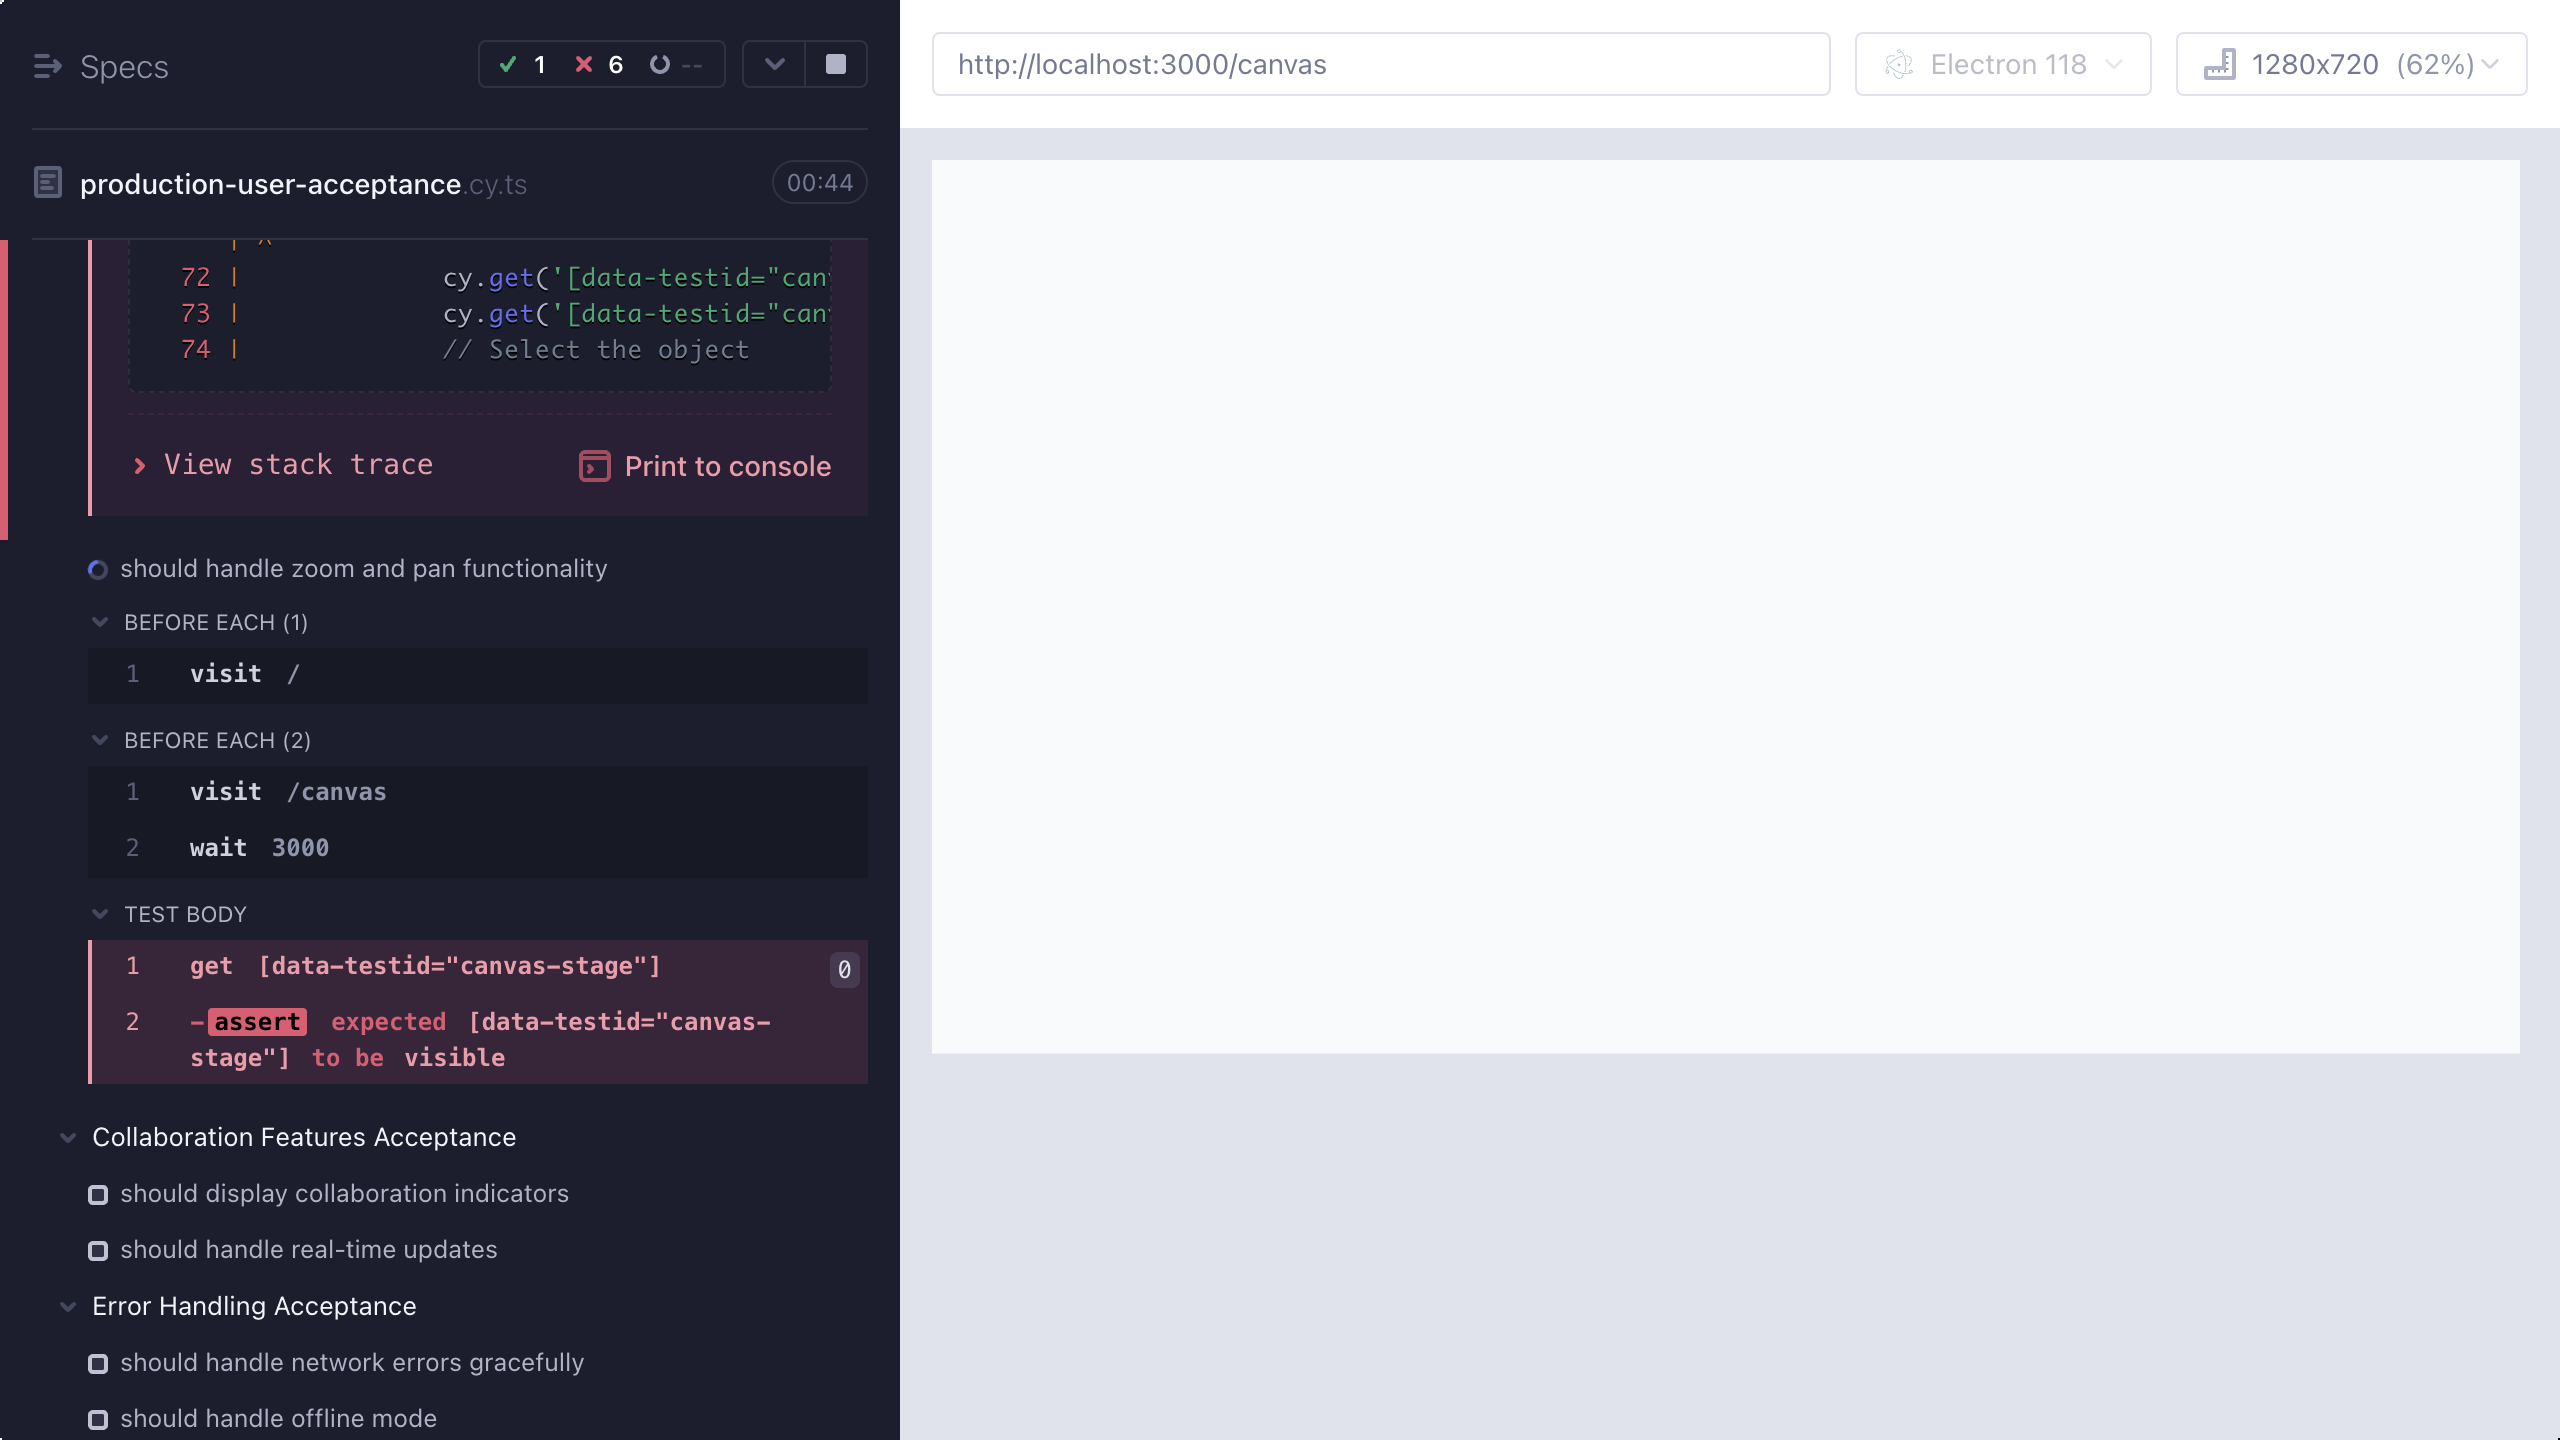 Specs
1 6 --
production-user-acceptance.cy.ts 00:44
72 | cy.get('[data-testid="can
73 | cy.get('[data-testid="can
74 | // Select the object
View stack trace Print to console
should handle zoom and pan functionality
BEFORE EACH (1)
1 visit /
BEFORE EACH (2)
1 visit /canvas
2 wait 3000
TEST BODY
1 get [data-testid="canvas-stage"] 0
2 -assert expected [data-testid="canvas-
stage"] to be visible
Collaboration Features Acceptance
should display collaboration indicators
should handle real-time updates
Error Handling Acceptance
should handle network errors gracefully
should handle offline mode
http://localhost:3000/canvas
Electron 118
1280x720 (62%)